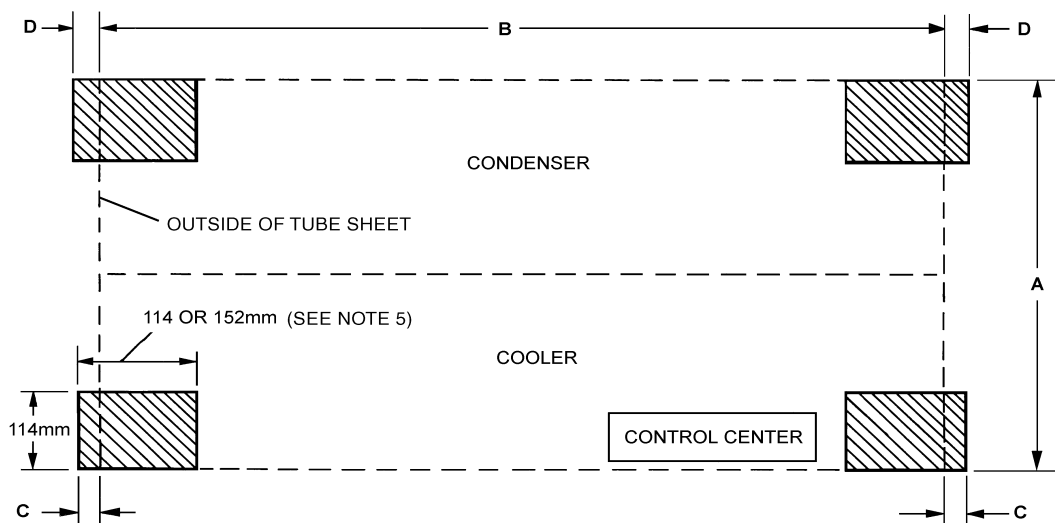 D B D
CONDENSER
OUTSIDE OF TUBE SHEET
A
114 OR 152mm (SEE NOTE 5)
COOLER
114mm
CONTROL CENTER
C C